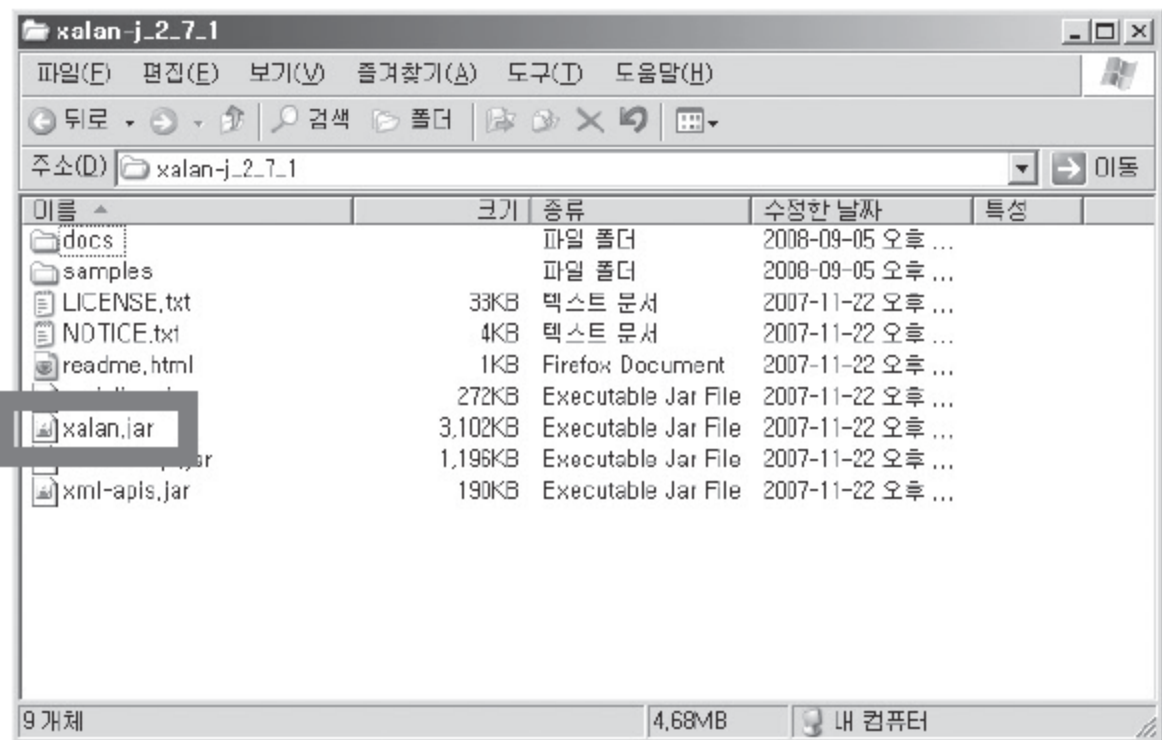 xalan-j_2_7_1
파일(F) 편집(E) 보기(V) 즐겨찾기(A) 도구(T) 도움말(H)
뒤로 검색 폴더
주소(D) xalan-j_2_7_1 이동
이름 크기 종류 수정한 날짜 특성
docs 파일 폴더 2008-09-05 오후 ...
samples 파일 폴더 2008-09-05 오후 ...
LICENSE.txt 33KB 텍스트 문서 2007-11-22 오후 ...
NOTICE.txt 4KB 텍스트 문서 2007-11-22 오후 ...
readme.html 1KB Firefox Document 2007-11-22 오후 ...
272KB Executable Jar File 2007-11-22 오후 ...
xalan.jar 3,102KB Executable Jar File 2007-11-22 오후 ...
1,196KB Executable Jar File 2007-11-22 오후 ...
xml-apis.jar 190KB Executable Jar File 2007-11-22 오후 ...
9개체 4.68MB 내 컴퓨터